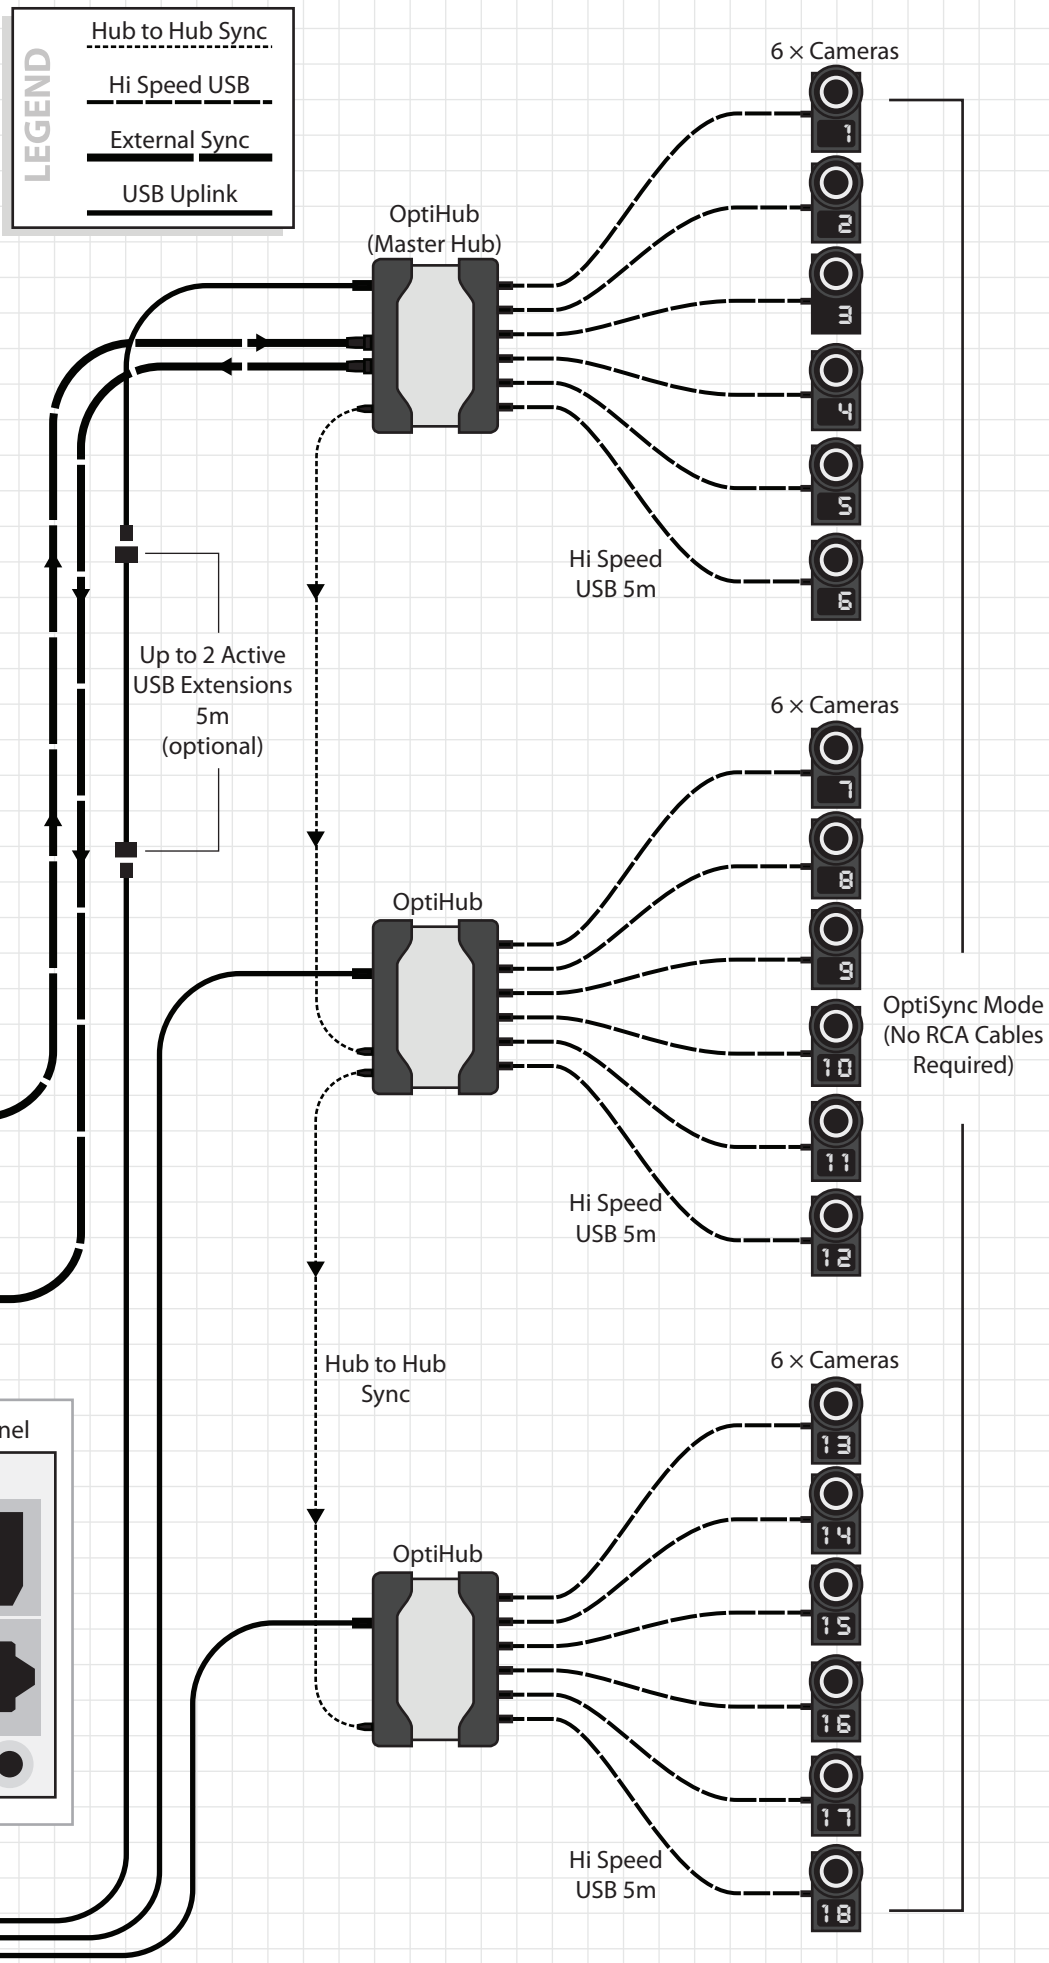 LEGEND
Hub to Hub Sync
Hi Speed USB
External Sync
USB Uplink
6 × Cameras
1
2
3
4
5
6
OptiHub
(Master Hub)
Hi Speed
USB 5m
Up to 2 Active
USB Extensions
5m
(optional)
6 × Cameras
7
8
9
10
11
12
OptiHub
Hi Speed
USB 5m
OptiSync Mode
(No RCA Cables
Required)
Hub to Hub
Sync
nel
6 × Cameras
13
14
15
16
17
18
OptiHub
Hi Speed
USB 5m